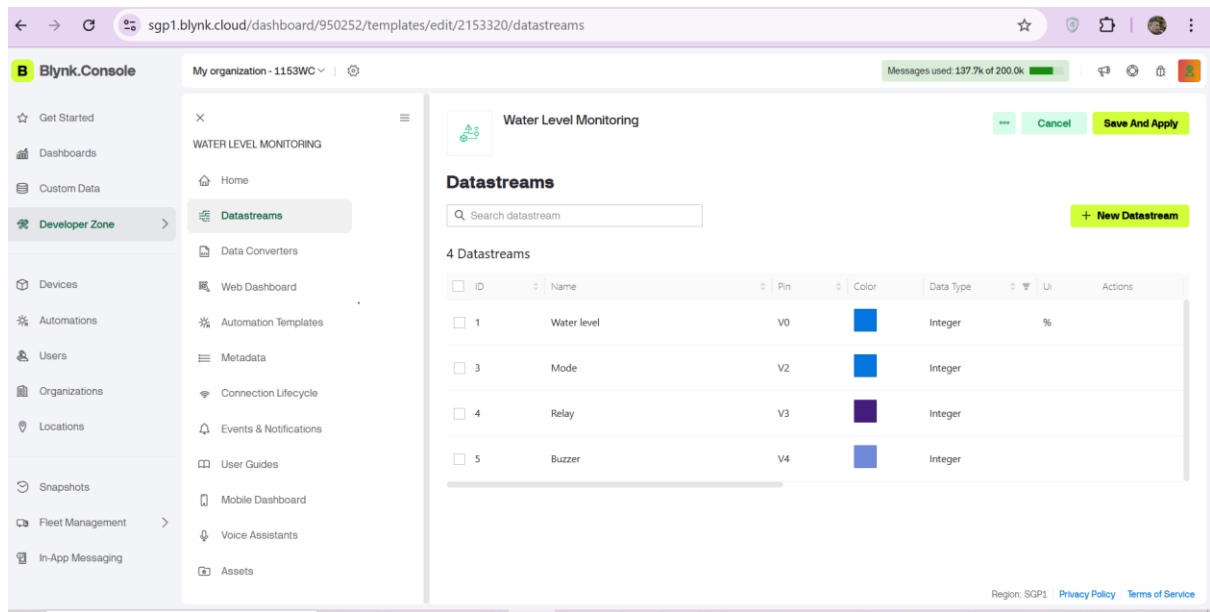 sgp1.blynk.cloud/dashboard/950252/templates/edit/2153320/datastreams
B Blynk.Console
My organization - 1153WC
Messages used: 137.7k of 200.0k
Get Started
Dashboards
Custom Data
Developer Zone
Devices
Automations
Users
Organizations
Locations
Snapshots
Fleet Management
In-App Messaging
WATER LEVEL MONITORING
Home
Datastreams
Data Converters
Web Dashboard
Automation Templates
Metadata
Connection Lifecycle
Events & Notifications
User Guides
Mobile Dashboard
Voice Assistants
Assets
Water Level Monitoring
Cancel
Save And Apply
Datastreams
Search datastream
+ New Datastream
4 Datastreams
ID Name Pin Color Data Type Actions
1 Water level V0 Integer %
3 Mode V2 Integer
4 Relay V3 Integer
5 Buzzer V4 Integer
Region: SGP1 Privacy Policy Terms of Service